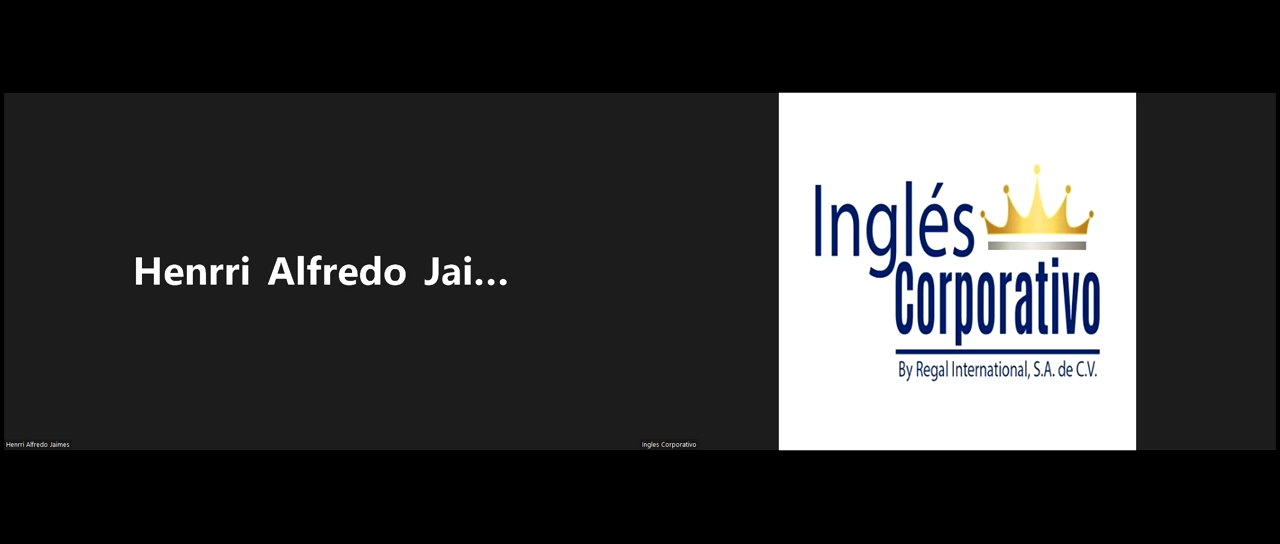 Henrri Alfredo Jai...
Henrri Alfredo Jaimes
Inglés
Corporativo
By Regal International, S.A. de C.V.
Ingles Corporativo